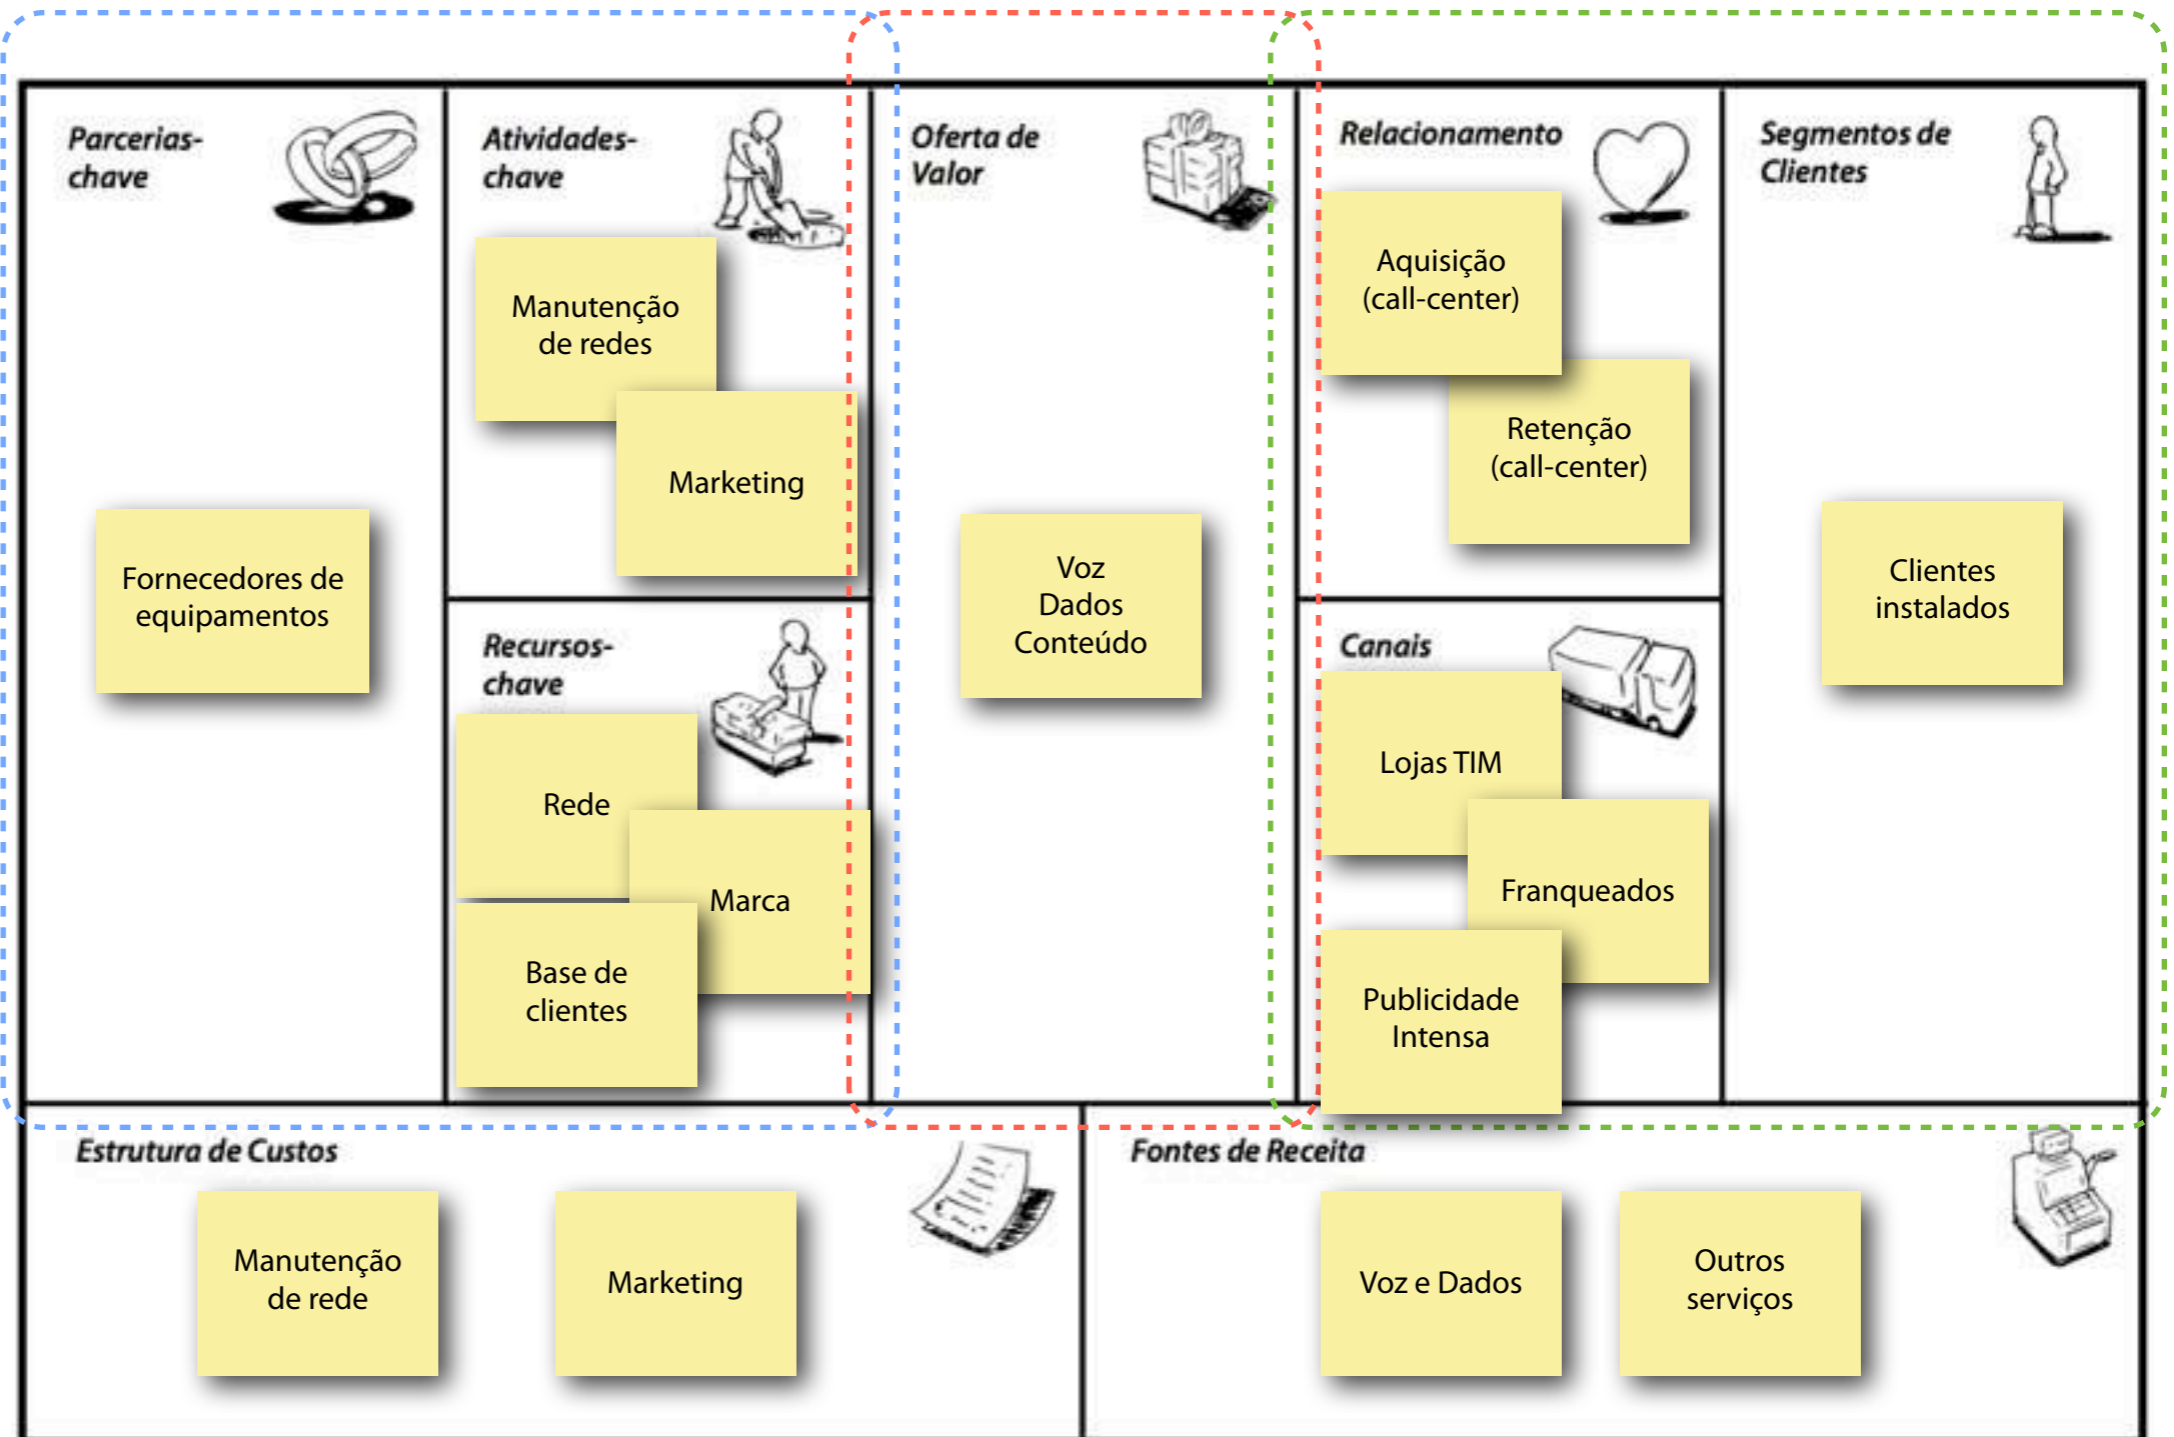 Parcerias-
chave
Fornecedores de
equipamentos
Atividades-
chave
Manutenção
de redes
Marketing
Recursos-
chave
Rede
Marca
Base de
clientes
Oferta de
Valor
Voz
Dados
Conteúdo
Relacionamento
Aquisição
(call-center)
Retenção
(call-center)
Canais
Lojas TIM
Franqueados
Publicidade
Intensa
Segmentos de
Clientes
Clientes
instalados
Estrutura de Custos
Manutenção
de rede
Marketing
Fontes de Receita
Voz e Dados
Outros
serviços